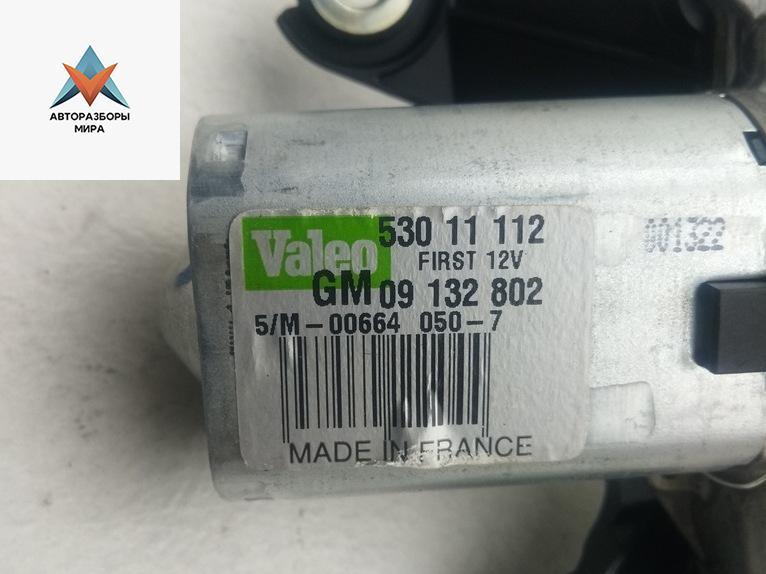 АВТОРАЗБОРЫ
МИРА
Valeo 530 11 112
FIRST 12V
001322
GM 09 132 802
5/M-00664 050-7
MADE IN FRANCE